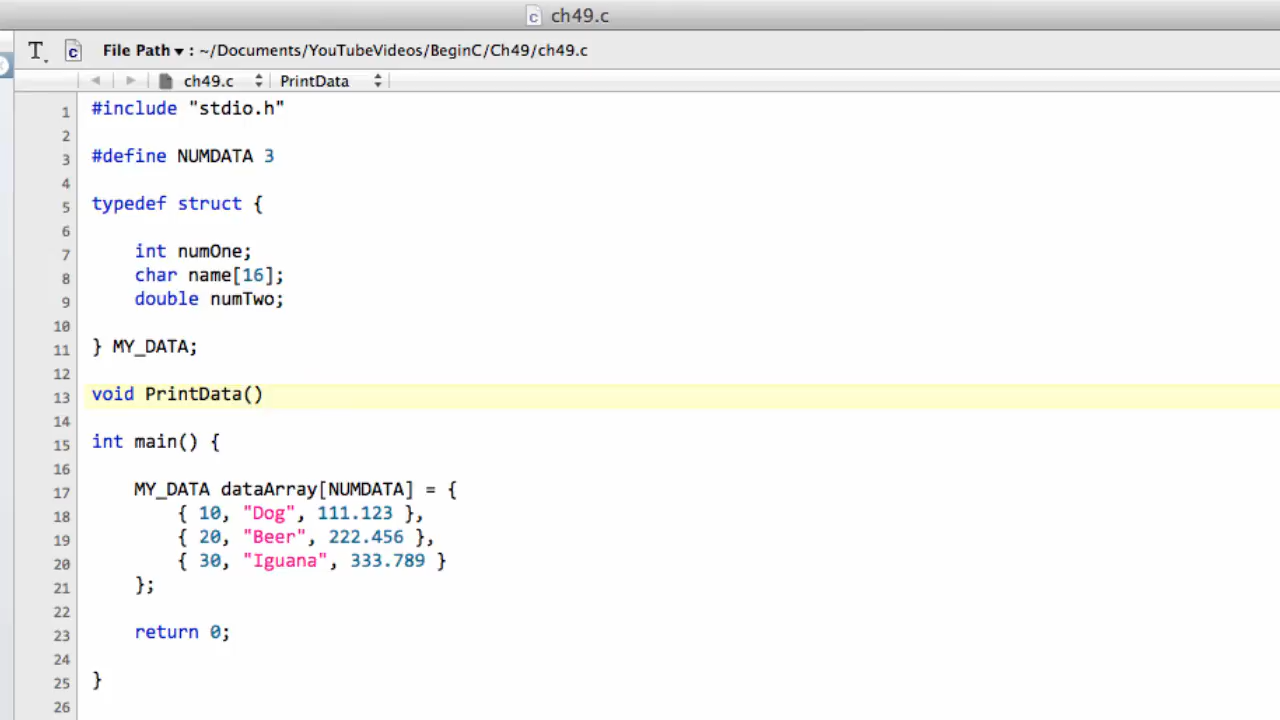 ch49.c
T. c File Path ▾ : ~/Documents/YouTubeVideos/BeginC/Ch49/ch49.c
ch49.c PrintData
1 #include "stdio.h"
2
3 #define NUMDATA 3
4
5 typedef struct {
6
7 int numOne;
8 char name[16];
9 double numTwo;
10
11 } MY_DATA;
12
13 void PrintData()
14
15 int main() {
16
17 MY_DATA dataArray[NUMDATA] = {
18 { 10, "Dog", 111.123 },
19 { 20, "Beer", 222.456 },
20 { 30, "Iguana", 333.789 }
21 };
22
23 return 0;
24
25 }
26